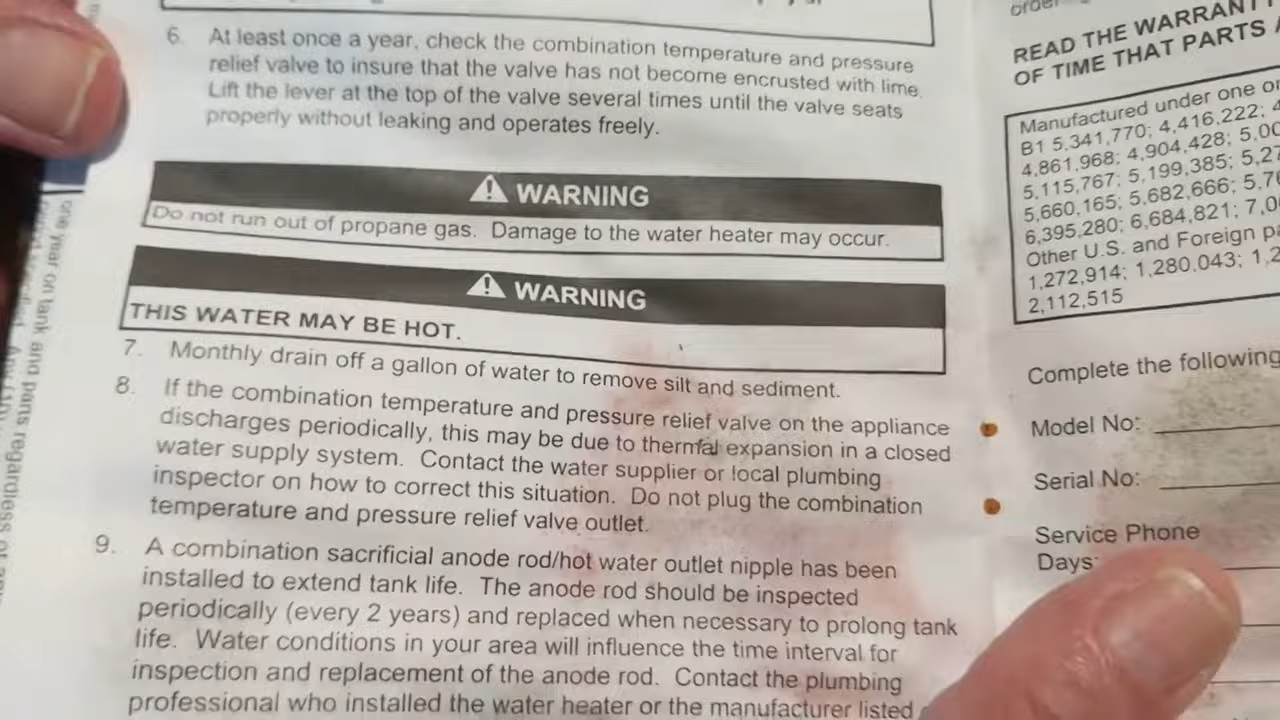 6. At least once a year, check the combination temperature and pressure
relief valve to insure that the valve has not become encrusted with lime.
Lift the lever at the top of the valve several times until the valve seats
properly without leaking and operates freely.
WARNING
Do not run out of propane gas. Damage to the water heater may occur.
WARNING
THIS WATER MAY BE HOT.
7. Monthly drain off a gallon of water to remove silt and sediment.
8. If the combination temperature and pressure relief valve on the appliance
discharges periodically, this may be due to thermal expansion in a closed
water supply system. Contact the water supplier or local plumbing
inspector on how to correct this situation. Do not plug the combination
temperature and pressure relief valve outlet.
9. A combination sacrificial anode rod/hot water outlet nipple has been
installed to extend tank life. The anode rod should be inspected
periodically (every 2 years) and replaced when necessary to prolong tank
life. Water conditions in your area will influence the time interval for
inspection and replacement of the anode rod. Contact the plumbing
professional who installed the water heater or the manufacturer listed
READ THE WARRANT
OF TIME THAT PARTS
Manufactured under one or
B1 5,341,770; 4,416,222;
4,861,968; 4,904,428; 5,00
5,115,767; 5,199,385; 5,27
5,660,165; 5,682,666; 5,76
6,395,280; 6,684,821; 7,0
Other U.S. and Foreign pa
1,272,914; 1,280.043; 1,2
2,112,515
Complete the following
Model No:
Serial No:
Service Phone
Days:
one year on tank and parts regardless of